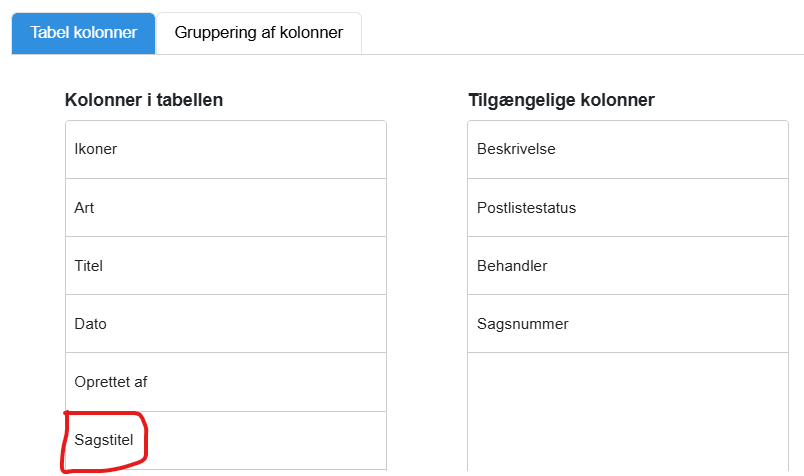 Tabel kolonner
Gruppering af kolonner
Kolonner i tabellen
Ikoner
Art
Titel
Dato
Oprettet af
Sagstitel
Tilgængelige kolonner
Beskrivelse
Postlistestatus
Behandler
Sagsnummer